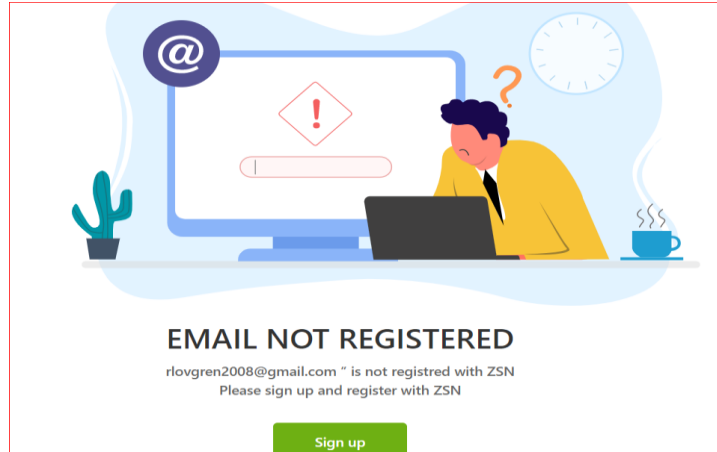 @
!
?
EMAIL NOT REGISTERED
rlovgren2008@gmail.com " is not registred with ZSN
Please sign up and register with ZSN
Sign up